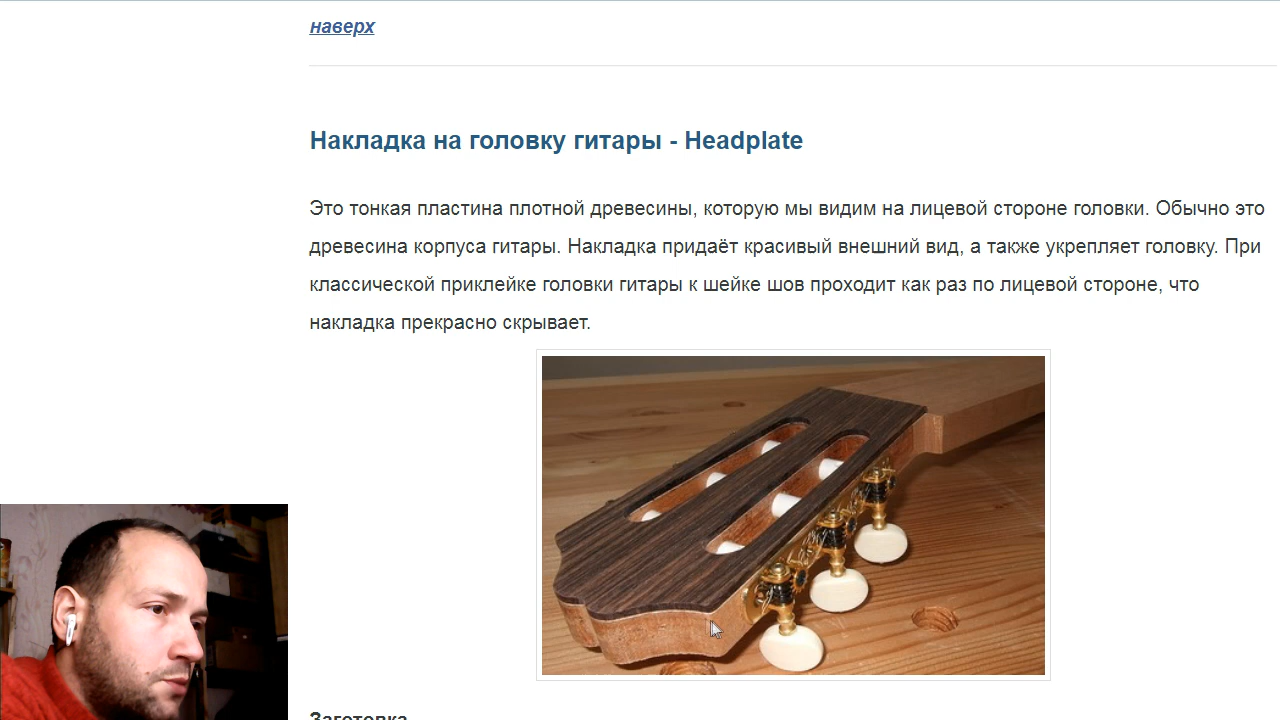 наверх
Накладка на головку гитары - Headplate
Это тонкая пластина плотной древесины, которую мы видим на лицевой стороне головки. Обычно это
древесина корпуса гитары. Накладка придаёт красивый внешний вид, а также укрепляет головку. При
классической приклейке головки гитары к шейке шов проходит как раз по лицевой стороне, что
накладка прекрасно скрывает.
Заготовка